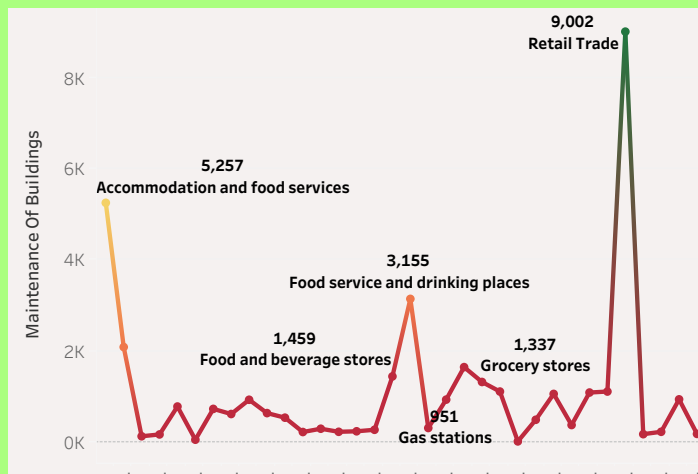 9,002
Retail Trade
8K
Maintenance Of Buildings
6K
5,257
Accommodation and food services
4K
3,155
Food service and drinking places
2K
1,459
Food and beverage stores
1,337
Grocery stores
951
Gas stations
0K